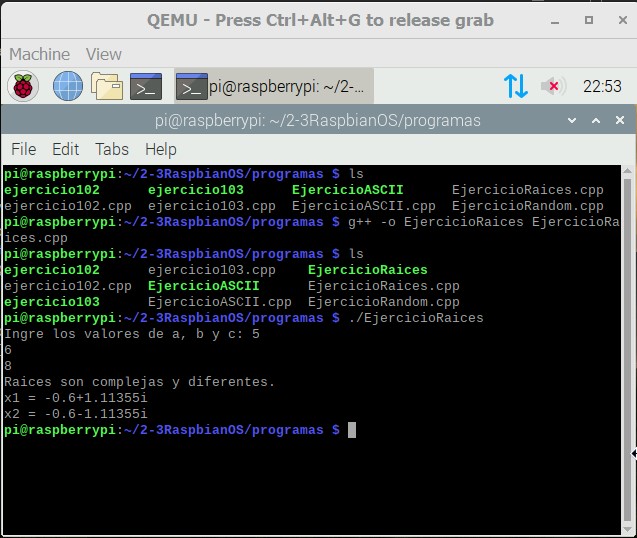 QEMU - Press Ctrl+Alt+G to release grab
Machine View
pi@raspberrypi: ~/2-... 22:53
pi@raspberrypi: ~/2-3RaspbianOS/programas
File Edit Tabs Help
pi@raspberrypi:~/2-3RaspbianOS/programas $ ls
ejercicio102 ejercicio103 EjercicioASCII EjercicioRaices.cpp
ejercicio102.cpp ejercicio103.cpp EjercicioASCII.cpp EjercicioRandom.cpp
pi@raspberrypi:~/2-3RaspbianOS/programas $ g++ -o EjercicioRaices EjercicioRa
ices.cpp
pi@raspberrypi:~/2-3RaspbianOS/programas $ ls
ejercicio102 ejercicio103.cpp EjercicioRaices
ejercicio102.cpp EjercicioASCII EjercicioRaices.cpp
ejercicio103 EjercicioASCII.cpp EjercicioRandom.cpp
pi@raspberrypi:~/2-3RaspbianOS/programas $ ./EjercicioRaices
Ingre los valores de a, b y c: 5
6
8
Raices son complejas y diferentes.
x1 = -0.6+1.11355i
x2 = -0.6-1.11355i
pi@raspberrypi:~/2-3RaspbianOS/programas $